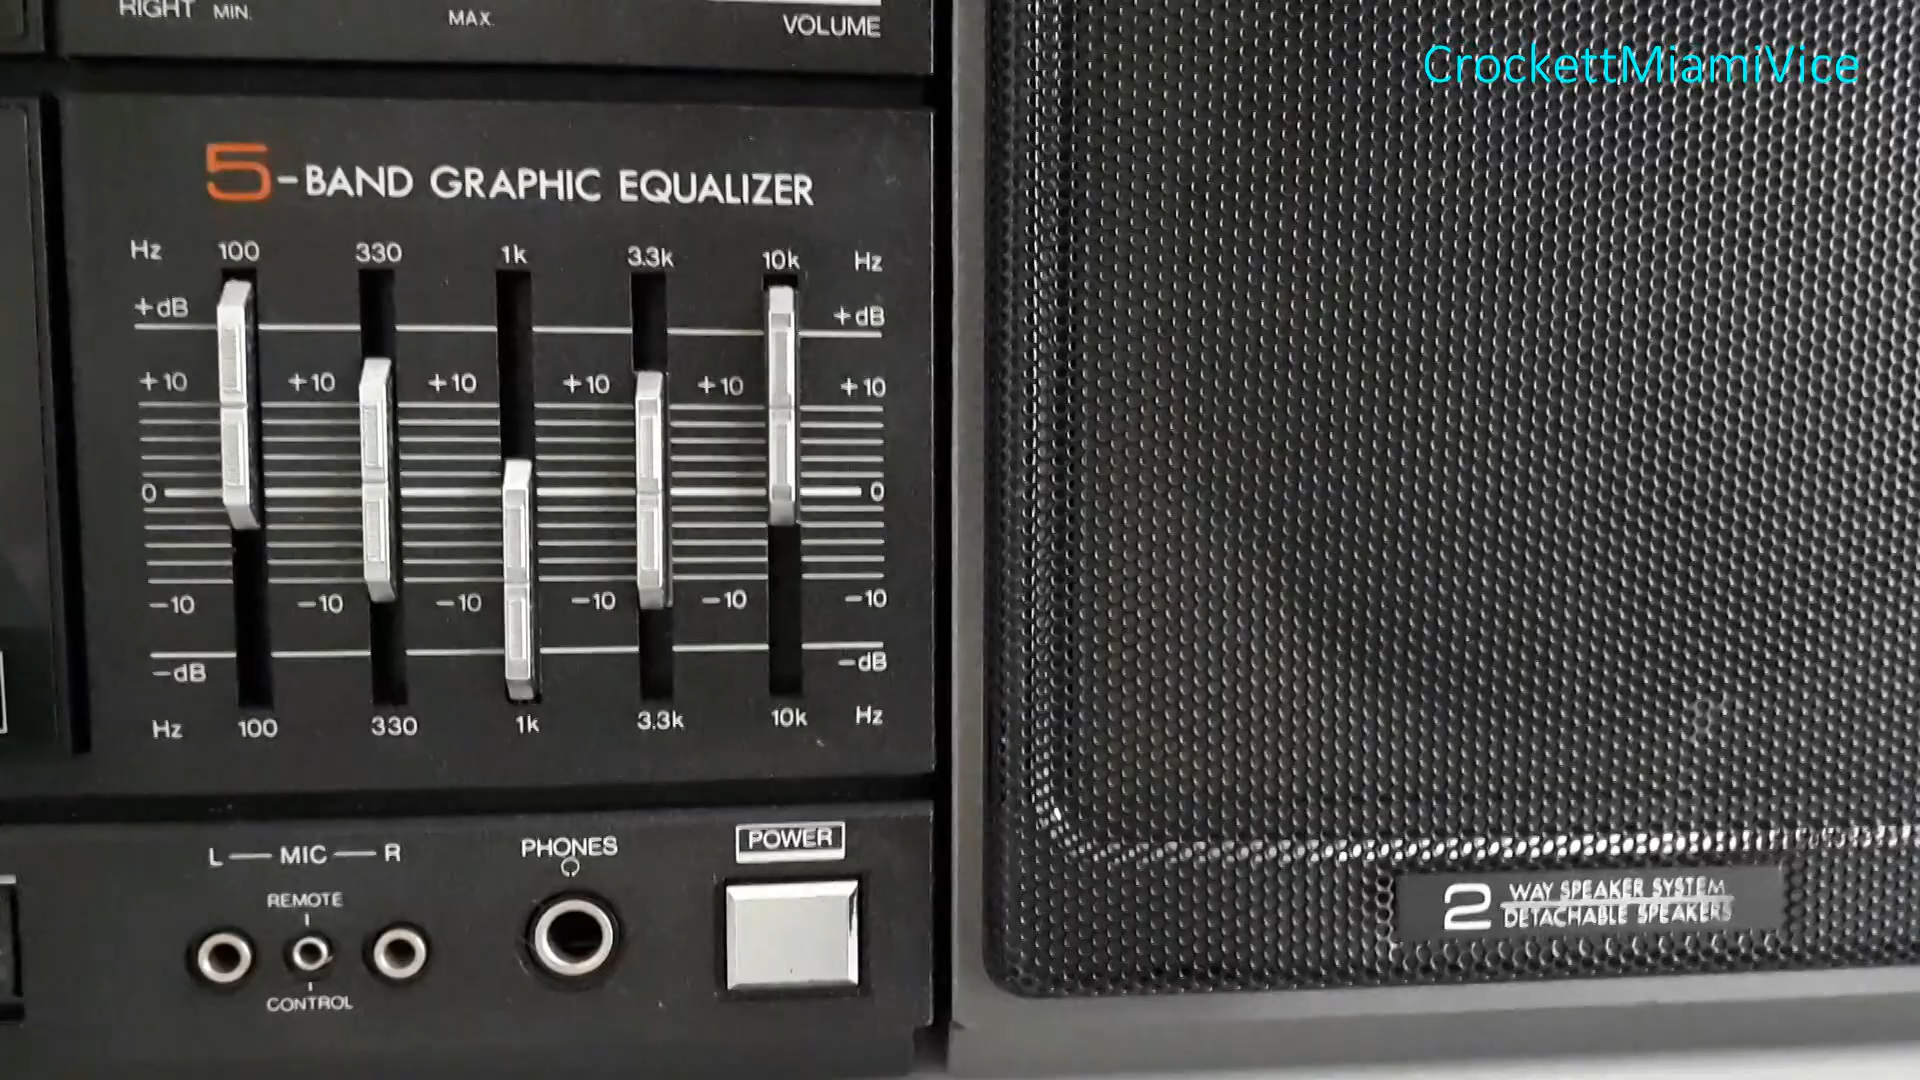 RIGHT MIN. MAX. VOLUME
CrockettMiamiVice
5-BAND GRAPHIC EQUALIZER
Hz 100 330 1k 3.3k 10k Hz
+dB +dB
+10 +10 +10 +10 +10 +10
0 0
-10 -10 -10 -10 -10 -10
-dB -dB
Hz 100 330 1k 3.3k 10k Hz
L — MIC — R
REMOTE
CONTROL
PHONES
POWER
2 WAY SPEAKER SYSTEM
DETACHABLE SPEAKERS